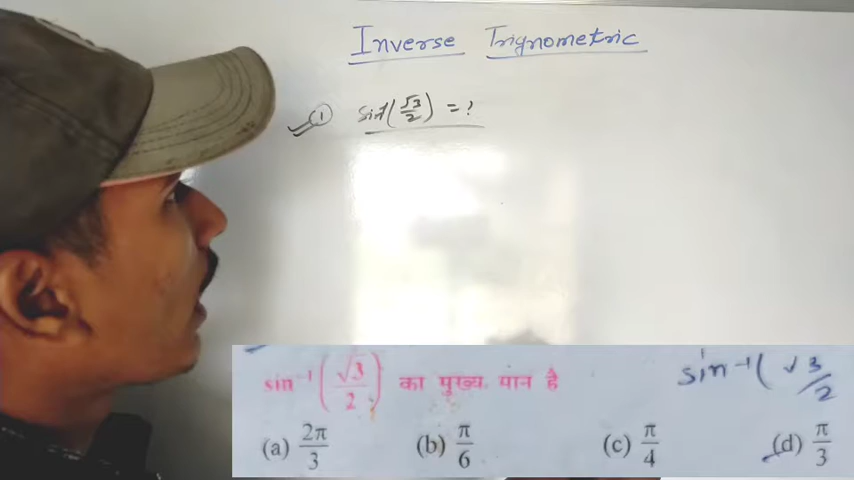 Inverse Trignometric
① sin⁻¹(√3/2) = ?
sin⁻¹(√3/2) का मुख्य मान है
sin⁻¹(√3/2
(a) 2π/3 (b) π/6 (c) π/4 (d) π/3